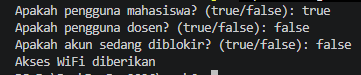 Apakah pengguna mahasiswa? (true/false): true
Apakah pengguna dosen? (true/false): false
Apakah akun sedang diblokir? (true/false): false
Akses WiFi diberikan